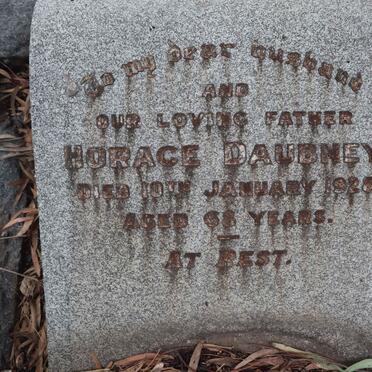 To my dear husband
AND
OUR LOVING FATHER
HORACE DAUBNEY
DIED 10TH JANUARY
AGED 68 YEARS.
AT REST.